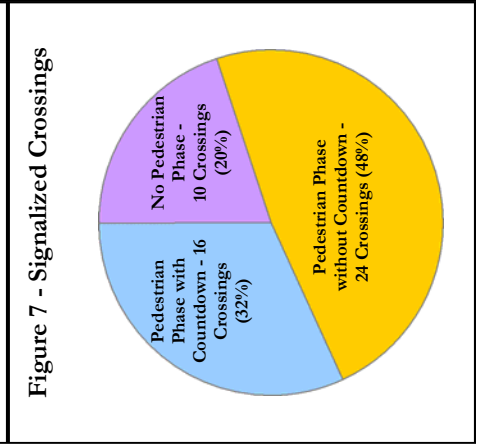 Figure 7 - Signalized Crossings
No Pedestrian
Phase -
10 Crossings
(20%)
Pedestrian
Phase with
Countdown - 16
Crossings
(32%)
Pedestrian Phase
without Countdown -
24 Crossings (48%)